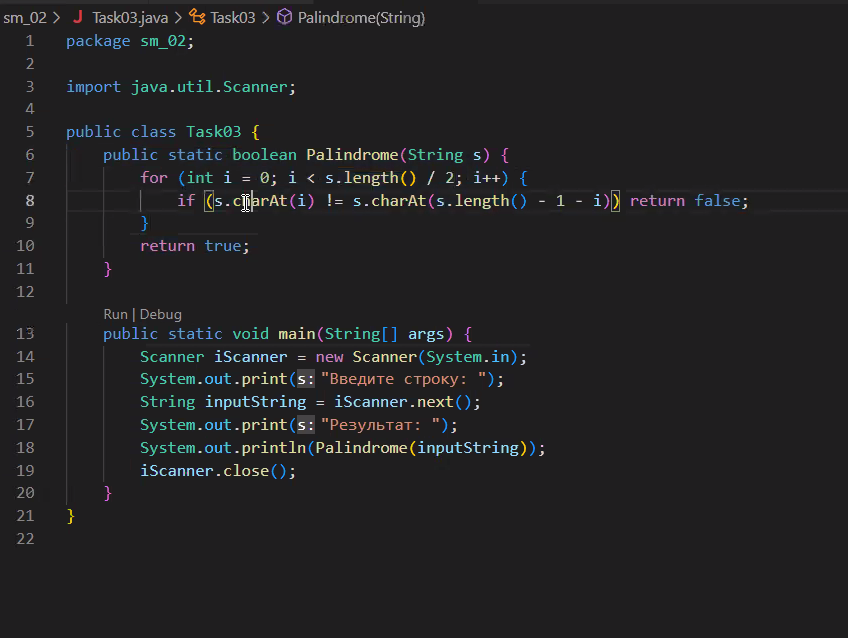 sm_02 > J Task03.java > Task03 > Palindrome(String)
1 package sm_02;
2
3 import java.util.Scanner;
4
5 public class Task03 {
6 public static boolean Palindrome(String s) {
7 for (int i = 0; i < s.length() / 2; i++) {
8 if (s.charAt(i) != s.charAt(s.length() - 1 - i)) return false;
9 }
10 return true;
11 }
12
Run | Debug
13 public static void main(String[] args) {
14 Scanner iScanner = new Scanner(System.in);
15 System.out.print(s: "Введите строку: ");
16 String inputString = iScanner.next();
17 System.out.print(s: "Результат: ");
18 System.out.println(Palindrome(inputString));
19 iScanner.close();
20 }
21 }
22